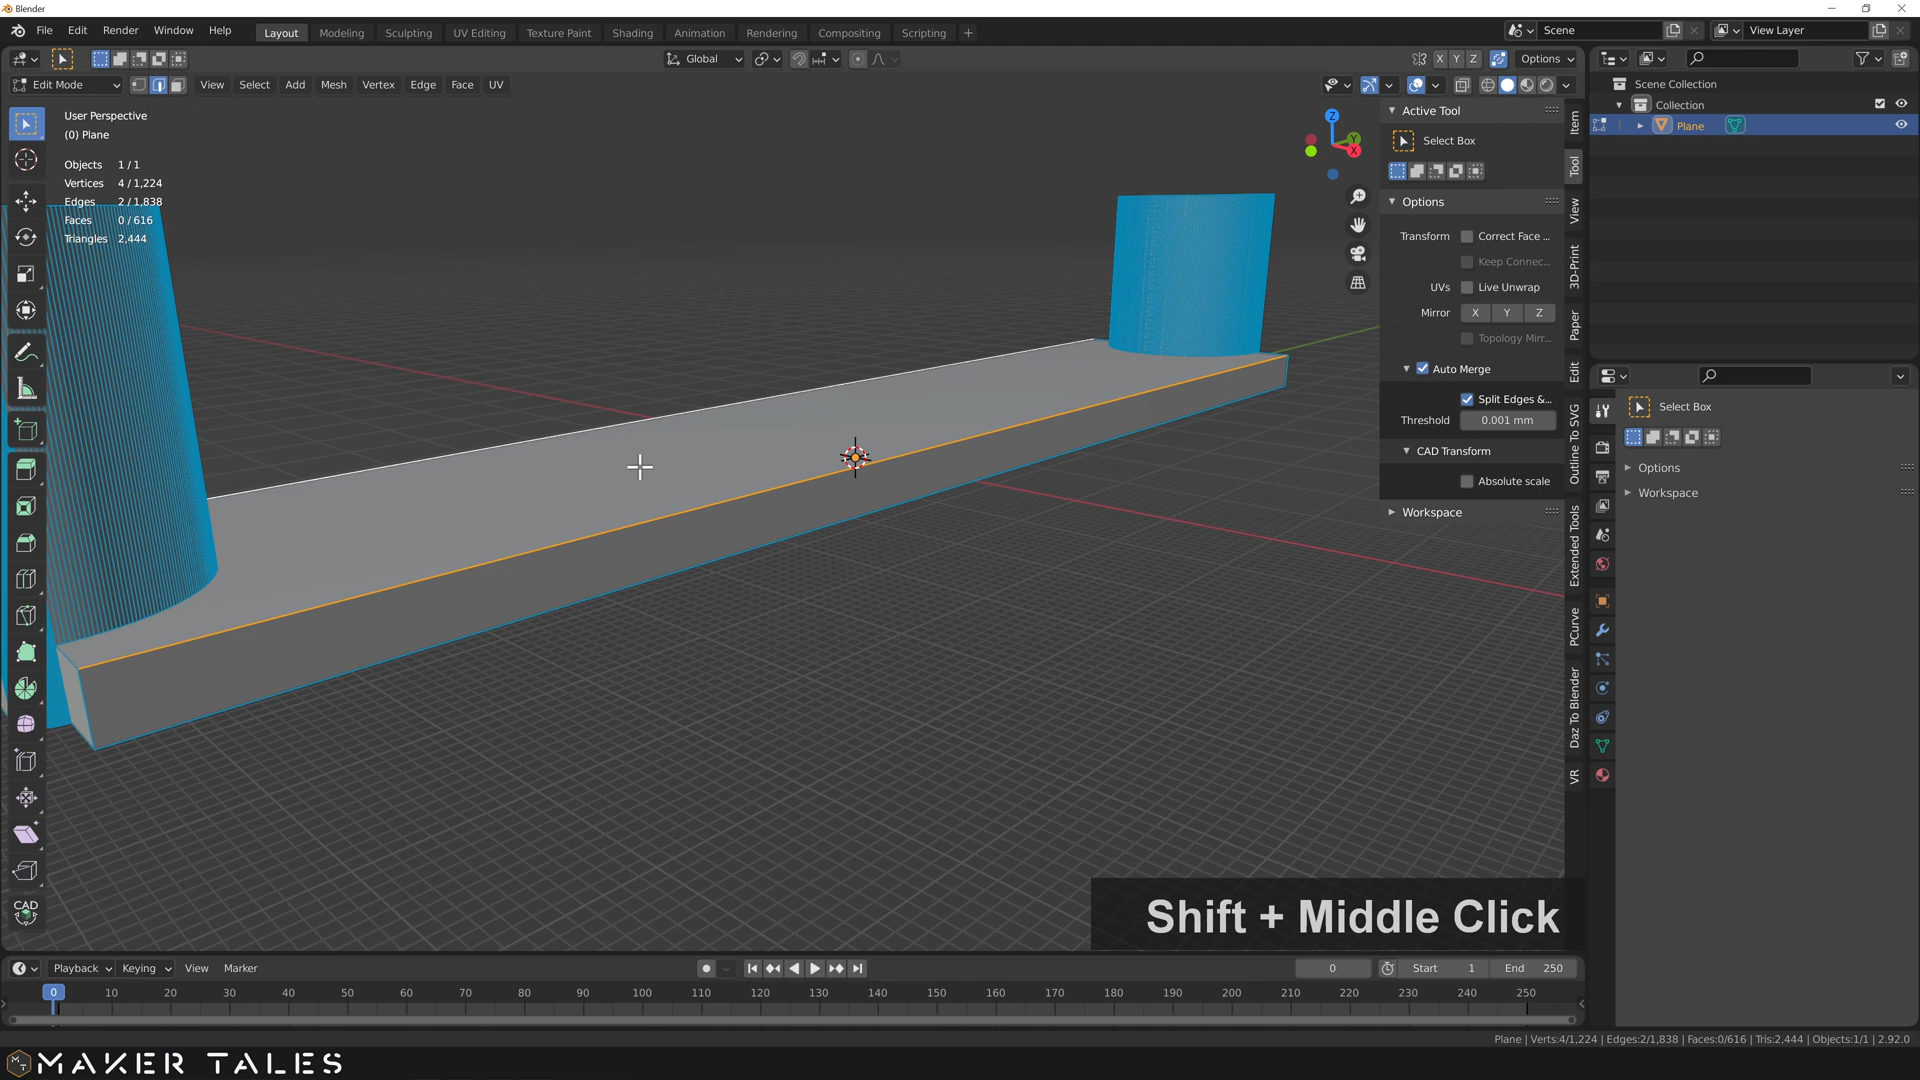 Blender
File Edit Render Window Help
Layout Modeling Sculpting UV Editing Texture Paint Shading Animation Rendering Compositing Scripting +
Scene
View Layer
Global
X Y Z Options
Edit Mode
View Select Add Mesh Vertex Edge Face UV
User Perspective
(0) Plane
Objects 1 / 1
Vertices 4 / 1,224
Edges 2 / 1,838
Faces 0 / 616
Triangles 2,444
Z
Y
X
CAD
Active Tool
Select Box
Options
Transform Correct Face ...
Keep Connec...
UVs Live Unwrap
Mirror X Y Z
Topology Mirr...
Auto Merge
Split Edges &...
Threshold 0.001 mm
CAD Transform
Absolute scale
Workspace
Item
Tool
View
3D-Print
Paper
Edit
Outline To SVG
Extended Tools
PCurve
Daz To Blender
VR
Scene Collection
Collection
Plane
Select Box
Options
Workspace
Shift + Middle Click
Playback Keying View Marker
0 Start 1 End 250
0 10 20 30 40 50 60 70 80 90 100 110 120 130 140 150 160 170 180 190 200 210 220 230 240 250
Plane | Verts:4/1,224 | Edges:2/1,838 | Faces:0/616 | Tris:2,444 | Objects:1/1 | 2.92.0
MAKER TALES